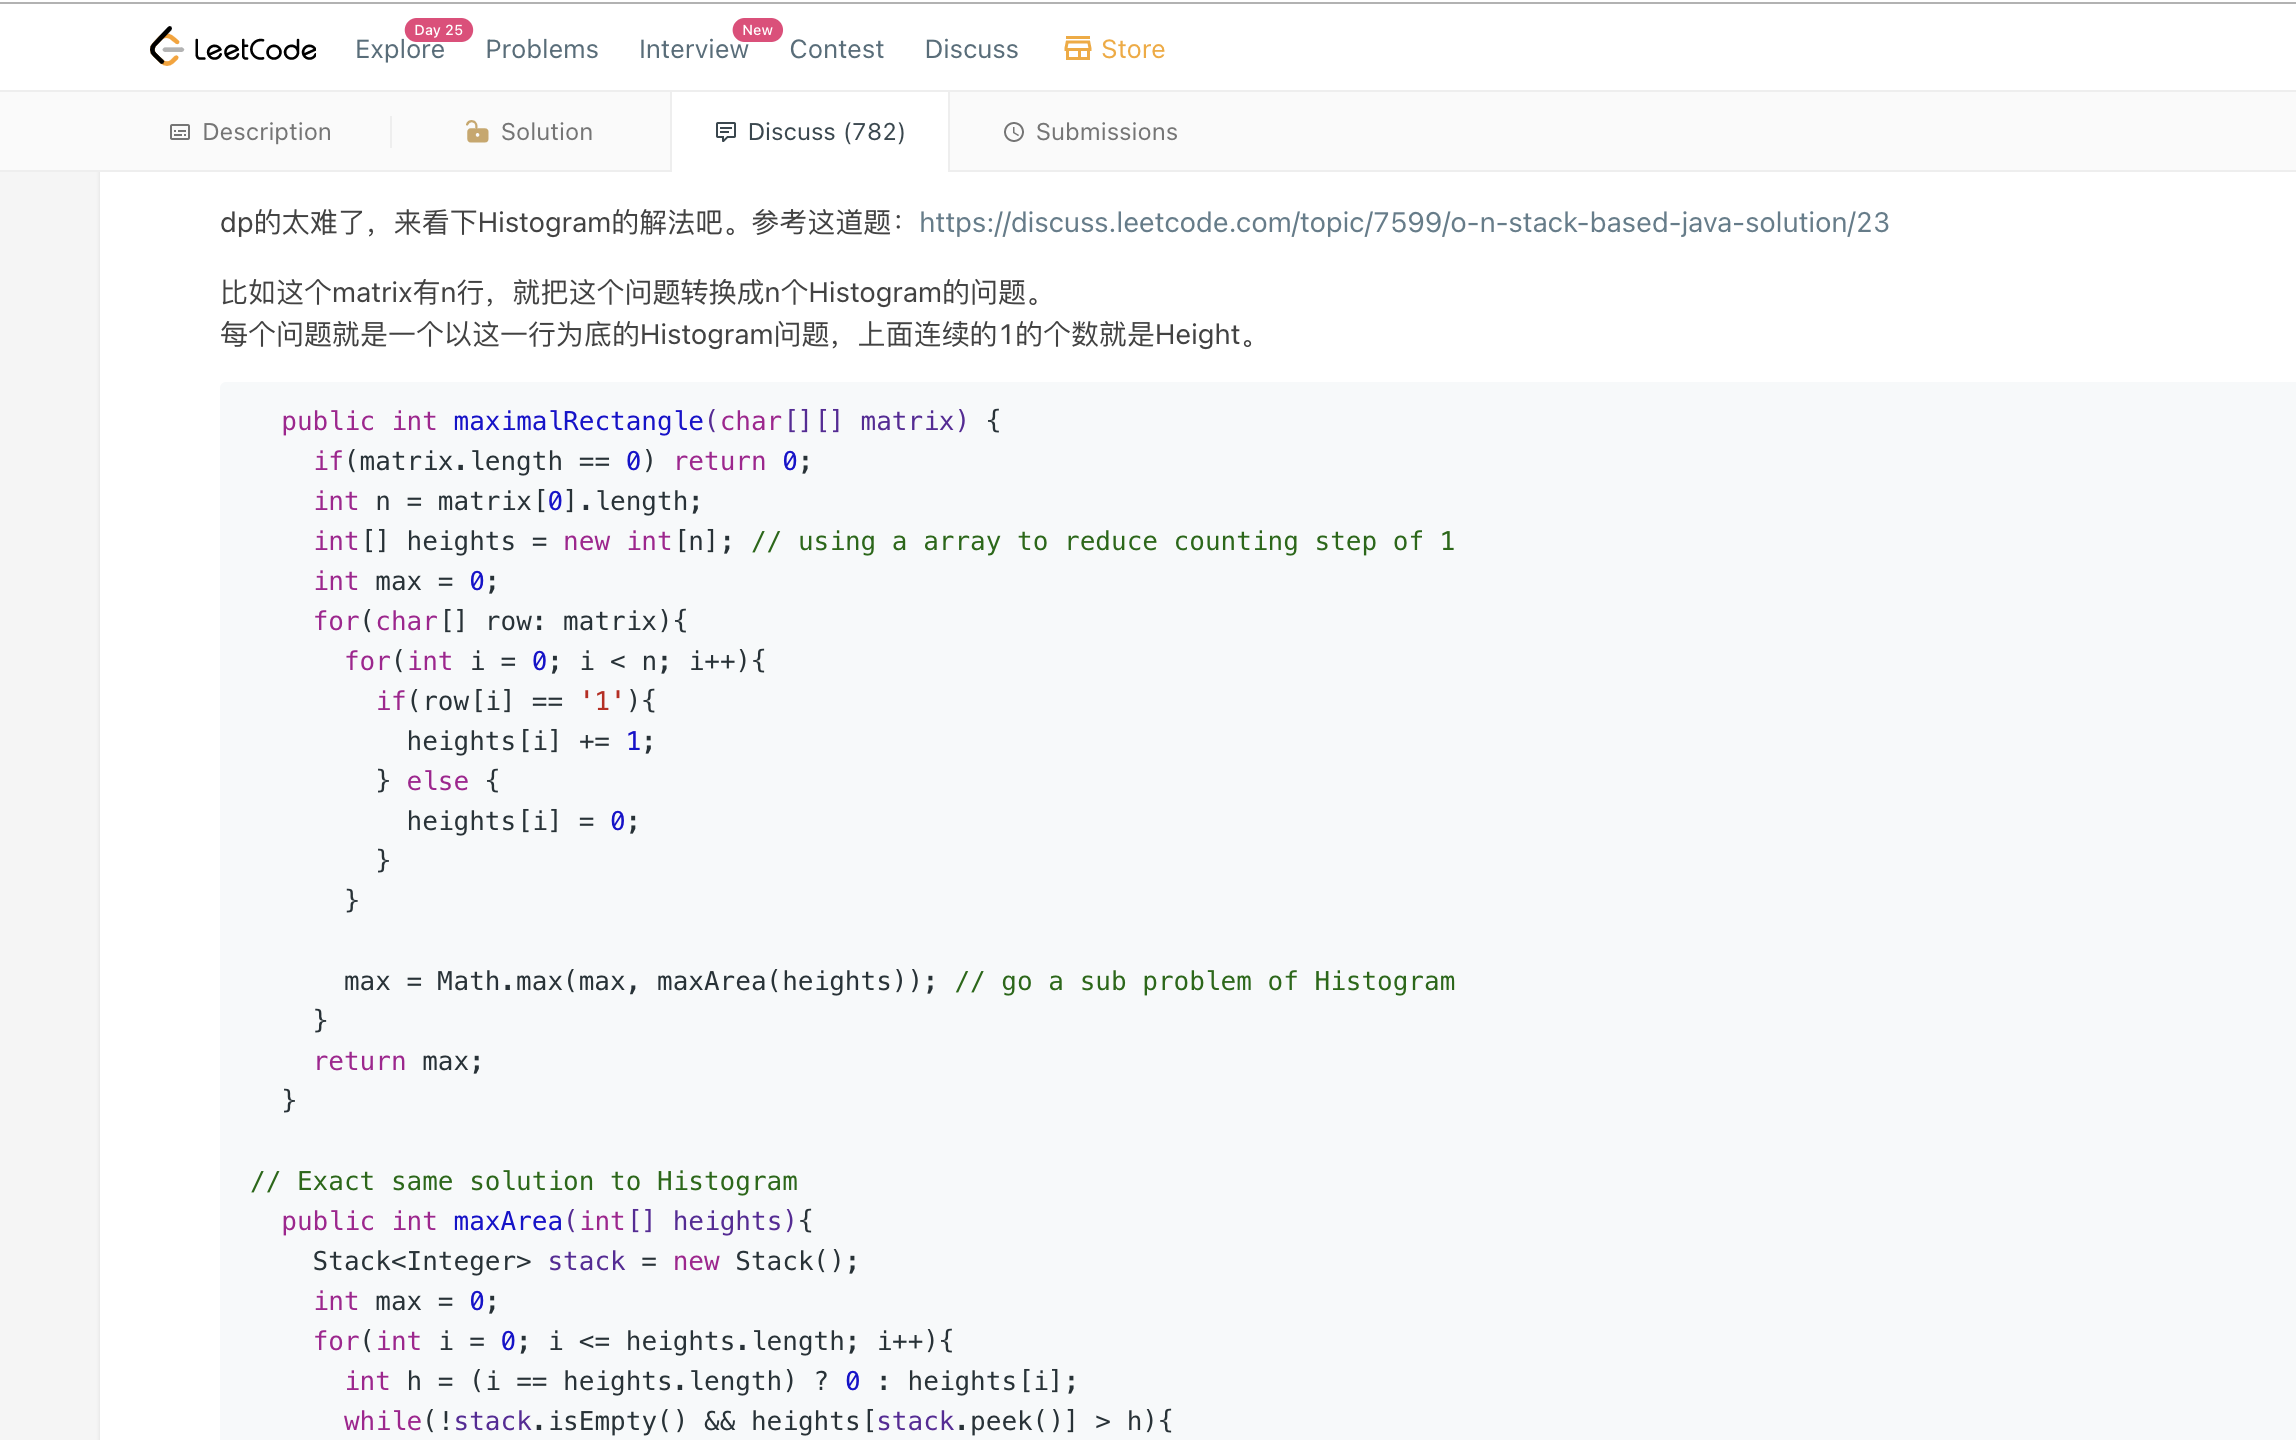 LeetCode Explore Day 25 Problems Interview New Contest Discuss Store
Description Solution Discuss (782) Submissions
dp的太难了，来看下Histogram的解法吧。参考这道题：https://discuss.leetcode.com/topic/7599/o-n-stack-based-java-solution/23
比如这个matrix有n行，就把这个问题转换成n个Histogram的问题。
每个问题就是一个以这一行为底的Histogram问题，上面连续的1的个数就是Height。
public int maximalRectangle(char[][] matrix) {
if(matrix.length == 0) return 0;
int n = matrix[0].length;
int[] heights = new int[n]; // using a array to reduce counting step of 1
int max = 0;
for(char[] row: matrix){
for(int i = 0; i < n; i++){
if(row[i] == '1'){
heights[i] += 1;
} else {
heights[i] = 0;
}
}
max = Math.max(max, maxArea(heights)); // go a sub problem of Histogram
}
return max;
}
// Exact same solution to Histogram
public int maxArea(int[] heights){
Stack<Integer> stack = new Stack();
int max = 0;
for(int i = 0; i <= heights.length; i++){
int h = (i == heights.length) ? 0 : heights[i];
while(!stack.isEmpty() && heights[stack.peek()] > h){